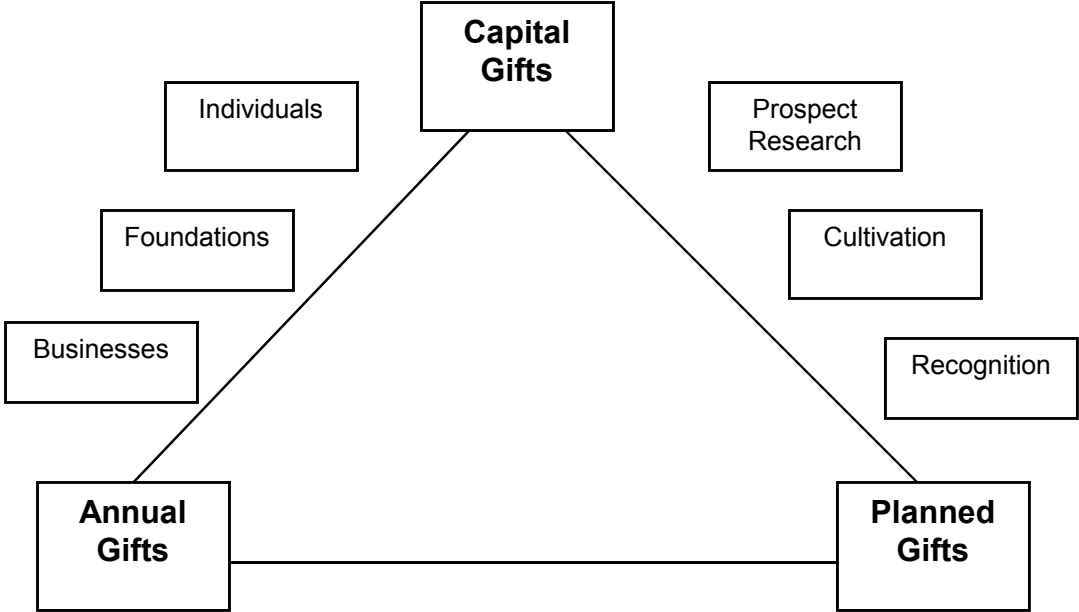 Capital
Gifts
Individuals
Prospect
Research
Foundations
Cultivation
Businesses
Recognition
Annual
Gifts
Planned
Gifts